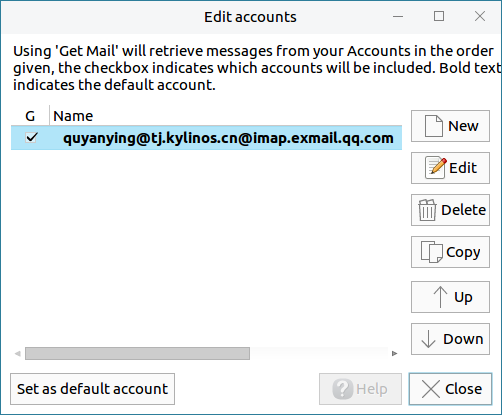 Edit accounts
Using 'Get Mail' will retrieve messages from your Accounts in the order
given, the checkbox indicates which accounts will be included. Bold text
indicates the default account.
G Name
quyanying@tj.kylinos.cn@imap.exmail.qq.com
New
Edit
Delete
Copy
Up
Down
Set as default account
Help
Close